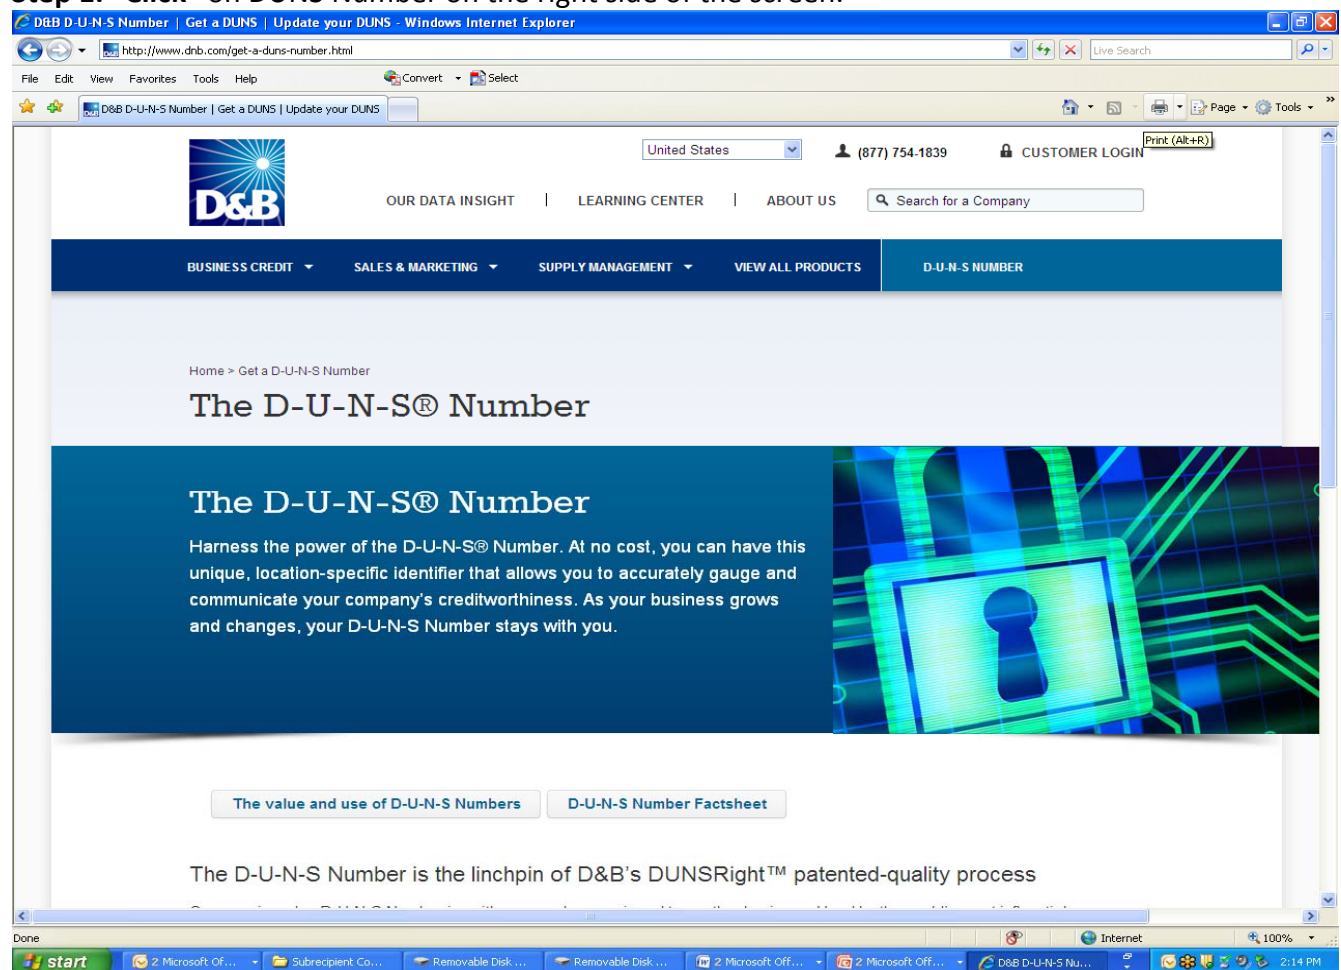 D&B D-U-N-S Number | Get a DUNS | Update your DUNS - Windows Internet Explorer
http://www.dnb.com/get-a-duns-number.html
Live Search
File Edit View Favorites Tools Help Convert Select
D&B D-U-N-S Number | Get a DUNS | Update your DUNS
Page Tools »
Print (Alt+R)
D&B
United States
(877) 754-1839
CUSTOMER LOGIN
OUR DATA INSIGHT | LEARNING CENTER | ABOUT US
Search for a Company
BUSINESS CREDIT SALES & MARKETING SUPPLY MANAGEMENT VIEW ALL PRODUCTS D-U-N-S NUMBER
Home > Get a D-U-N-S Number
The D-U-N-S® Number
The D-U-N-S® Number
Harness the power of the D-U-N-S® Number. At no cost, you can have this
unique, location-specific identifier that allows you to accurately gauge and
communicate your company's creditworthiness. As your business grows
and changes, your D-U-N-S Number stays with you.
The value and use of D-U-N-S Numbers D-U-N-S Number Factsheet
The D-U-N-S Number is the linchpin of D&B's DUNSRight™ patented-quality process
Done Internet 100%
start 2 Microsoft Of... Subrecipient Co... Removable Disk ... Removable Disk ... 2 Microsoft Off... 2 Microsoft Off... D&B D-U-N-S Nu... 2:14 PM